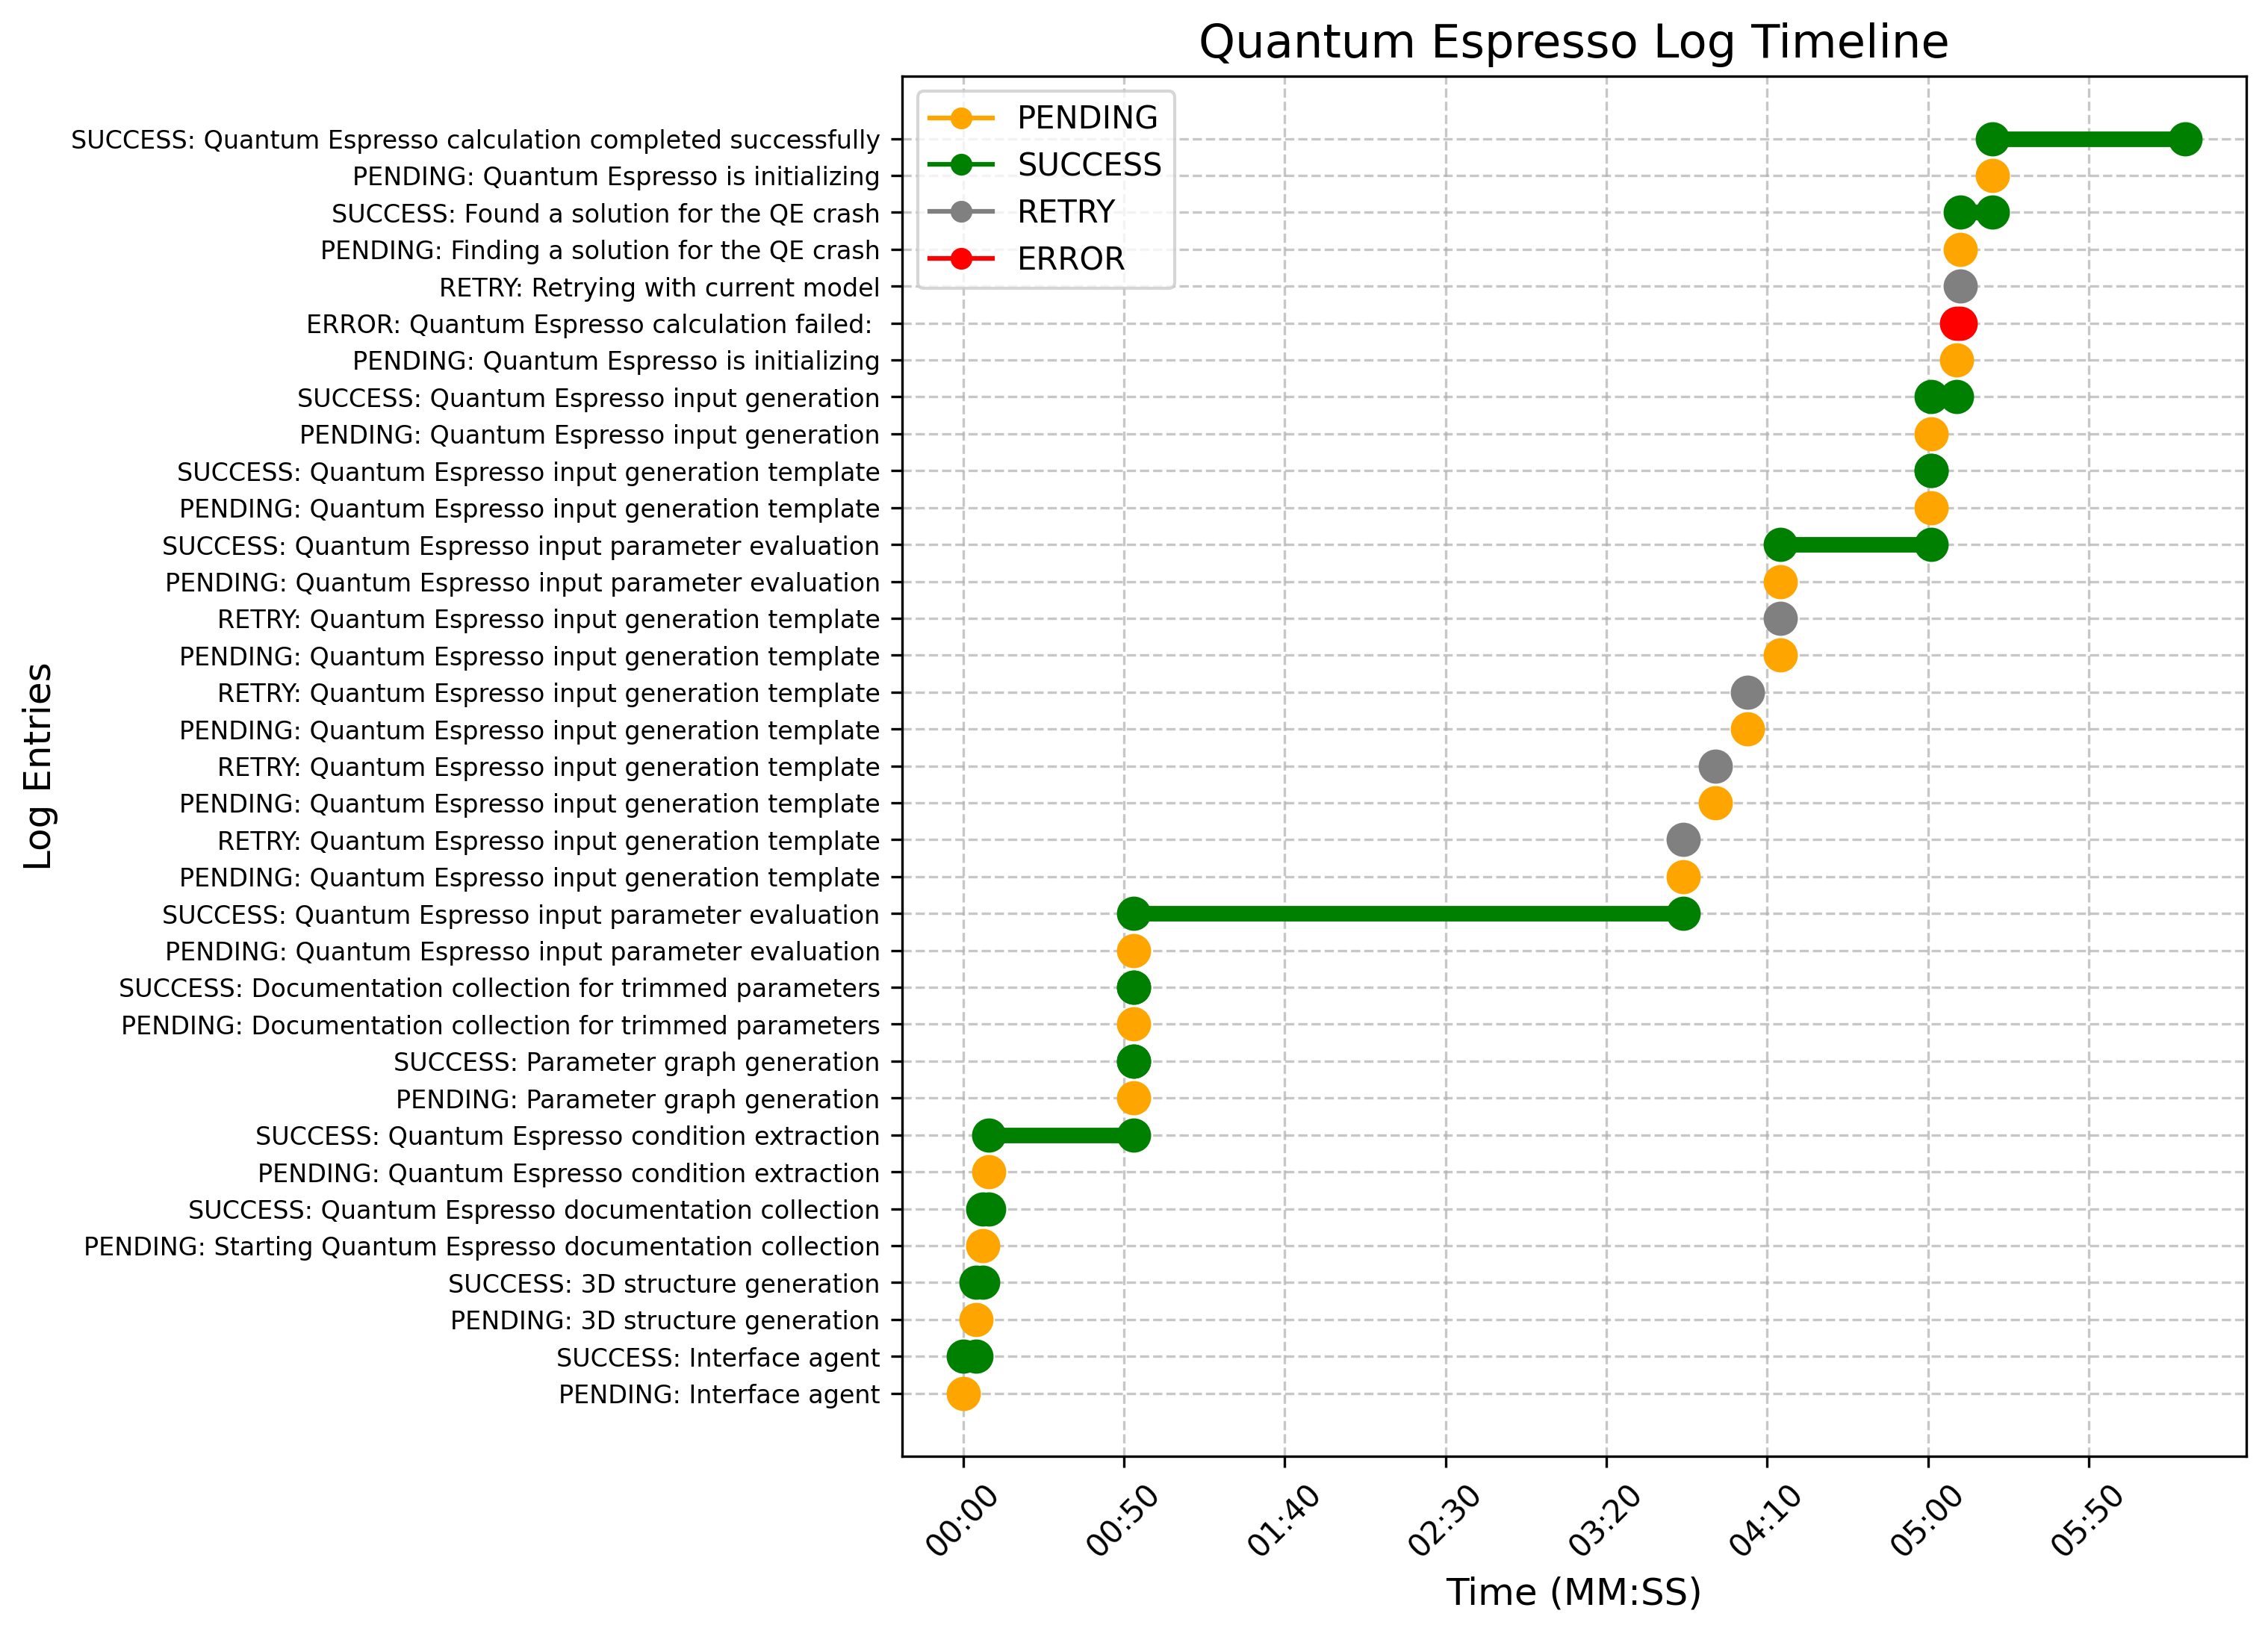 Quantum Espresso Log Timeline
PENDING
SUCCESS
RETRY
ERROR
SUCCESS: Quantum Espresso calculation completed successfully
PENDING: Quantum Espresso is initializing
SUCCESS: Found a solution for the QE crash
PENDING: Finding a solution for the QE crash
RETRY: Retrying with current model
ERROR: Quantum Espresso calculation failed:
PENDING: Quantum Espresso is initializing
SUCCESS: Quantum Espresso input generation
PENDING: Quantum Espresso input generation
SUCCESS: Quantum Espresso input generation template
PENDING: Quantum Espresso input generation template
SUCCESS: Quantum Espresso input parameter evaluation
PENDING: Quantum Espresso input parameter evaluation
RETRY: Quantum Espresso input generation template
PENDING: Quantum Espresso input generation template
RETRY: Quantum Espresso input generation template
PENDING: Quantum Espresso input generation template
RETRY: Quantum Espresso input generation template
PENDING: Quantum Espresso input generation template
RETRY: Quantum Espresso input generation template
PENDING: Quantum Espresso input generation template
SUCCESS: Quantum Espresso input parameter evaluation
PENDING: Quantum Espresso input parameter evaluation
SUCCESS: Documentation collection for trimmed parameters
PENDING: Documentation collection for trimmed parameters
SUCCESS: Parameter graph generation
PENDING: Parameter graph generation
SUCCESS: Quantum Espresso condition extraction
PENDING: Quantum Espresso condition extraction
SUCCESS: Quantum Espresso documentation collection
PENDING: Starting Quantum Espresso documentation collection
SUCCESS: 3D structure generation
PENDING: 3D structure generation
SUCCESS: Interface agent
PENDING: Interface agent
Log Entries
00:00
00:50
01:40
02:30
03:20
04:10
05:00
05:50
Time (MM:SS)